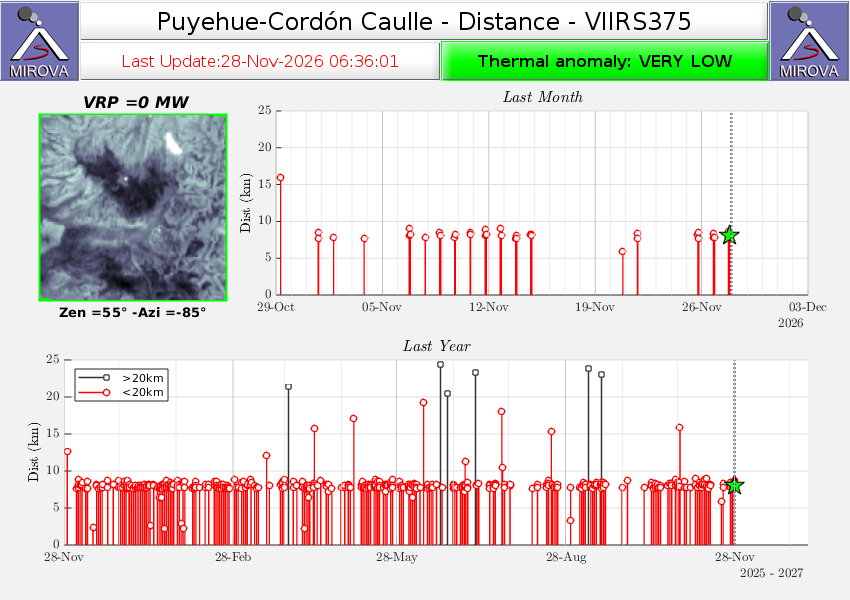 Puyehue-Cordón Caulle - Distance - VIIRS375
MIROVA
MIROVA
Last Update:28-Nov-2026 06:36:01
Thermal anomaly: VERY LOW
VRP =0 MW
Zen =55° -Azi =-85°
Last Month
Dist (km)
25
20
15
10
5
0
29-Oct
05-Nov
12-Nov
19-Nov
26-Nov
03-Dec
2026
Last Year
Dist (km)
25
20
15
10
5
0
>20km
<20km
28-Nov
28-Feb
28-May
28-Aug
28-Nov
2025 - 2027